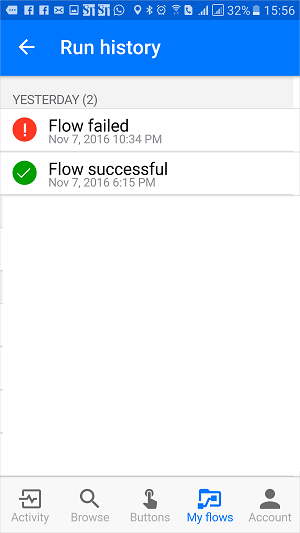 32% 15:56
Run history
YESTERDAY (2)
Flow failed
Nov 7, 2016 10:34 PM
Flow successful
Nov 7, 2016 6:15 PM
Activity Browse Buttons My flows Account